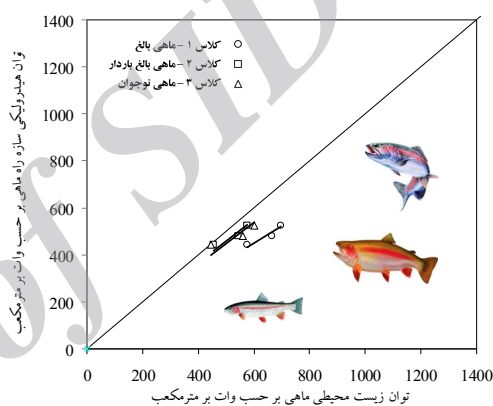 1400
1200
1000
800
600
400
200
0
توان هیدرولیکی سازه راه ماهی بر حسب وات بر مترمکعب
کلاس ۱ – ماهی بالغ
کلاس ۲ – ماهی بالغ باردار
کلاس ۳ – ماهی نوجوان
0 200 400 600 800 1000 1200 1400
توان زیست محیطی ماهی بر حسب وات بر مترمکعب
of SID